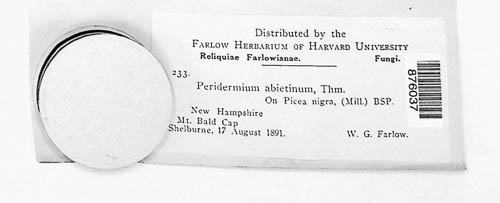 Distributed by the
FARLOW HERBARIUM OF HARVARD UNIVERSITY
Reliquiae Farlowianae. Fungi.
233.
Peridermium abietinum, Thm.
On Picea nigra, (Mill.) BSP.
New Hampshire
Mt. Bald Cap
Shelburne, 17 August 1891. W. G. Farlow.
876037